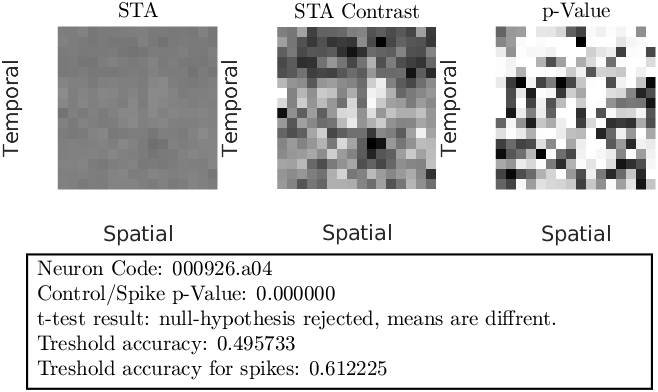 STA
STA Contrast
p-Value
Temporal
Temporal
Temporal
Spatial
Spatial
Spatial
Neuron Code: 000926.a04
Control/Spike p-Value: 0.000000
t-test result: null-hypothesis rejected, means are diffrent.
Treshold accuracy: 0.495733
Treshold accuracy for spikes: 0.612225